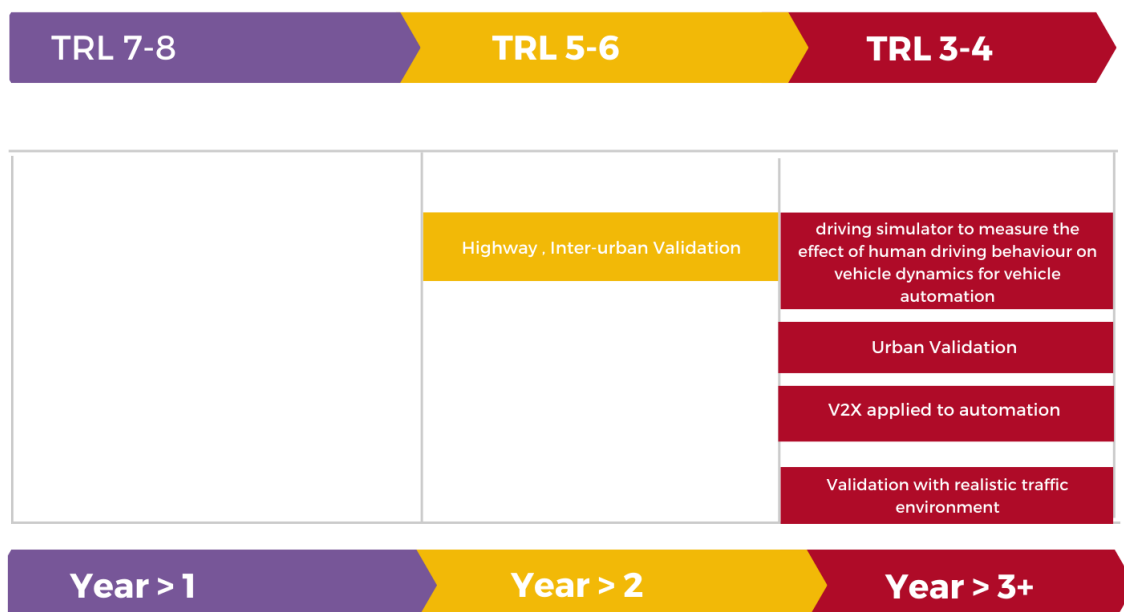 TRL 7-8
TRL 5-6
TRL 3-4
Highway , Inter-urban Validation
driving simulator to measure the
effect of human driving behaviour on
vehicle dynamics for vehicle
automation
Urban Validation
V2X applied to automation
Validation with realistic traffic
environment
Year > 1
Year > 2
Year > 3+